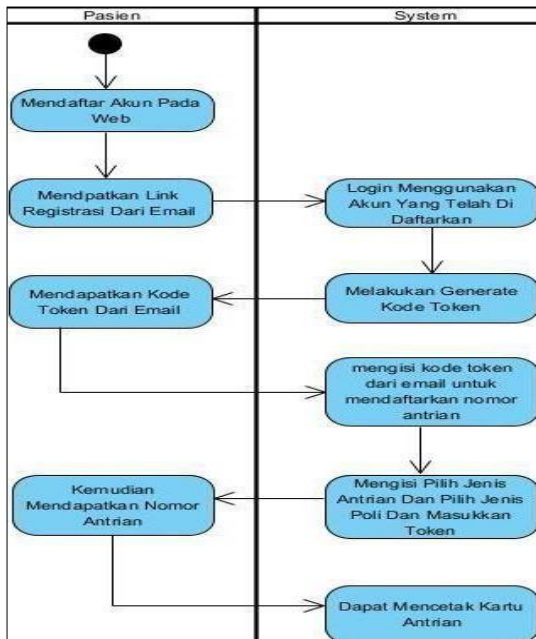 Pasien
System
Mendaftar Akun Pada
Web
Mendpatkan Link
Registrasi Dari Email
Login Menggunakan
Akun Yang Telah Di
Daftarkan
Melakukan Generate
Kode Token
Mendapatkan Kode
Token Dari Email
mengisi kode token
dari email untuk
mendaftarkan nomor
antrian
Mengisi Pilih Jenis
Antrian Dan Pilih Jenis
Poli Dan Masukkan
Token
Kemudian
Mendapatkan Nomor
Antrian
Dapat Mencetak Kartu
Antrian